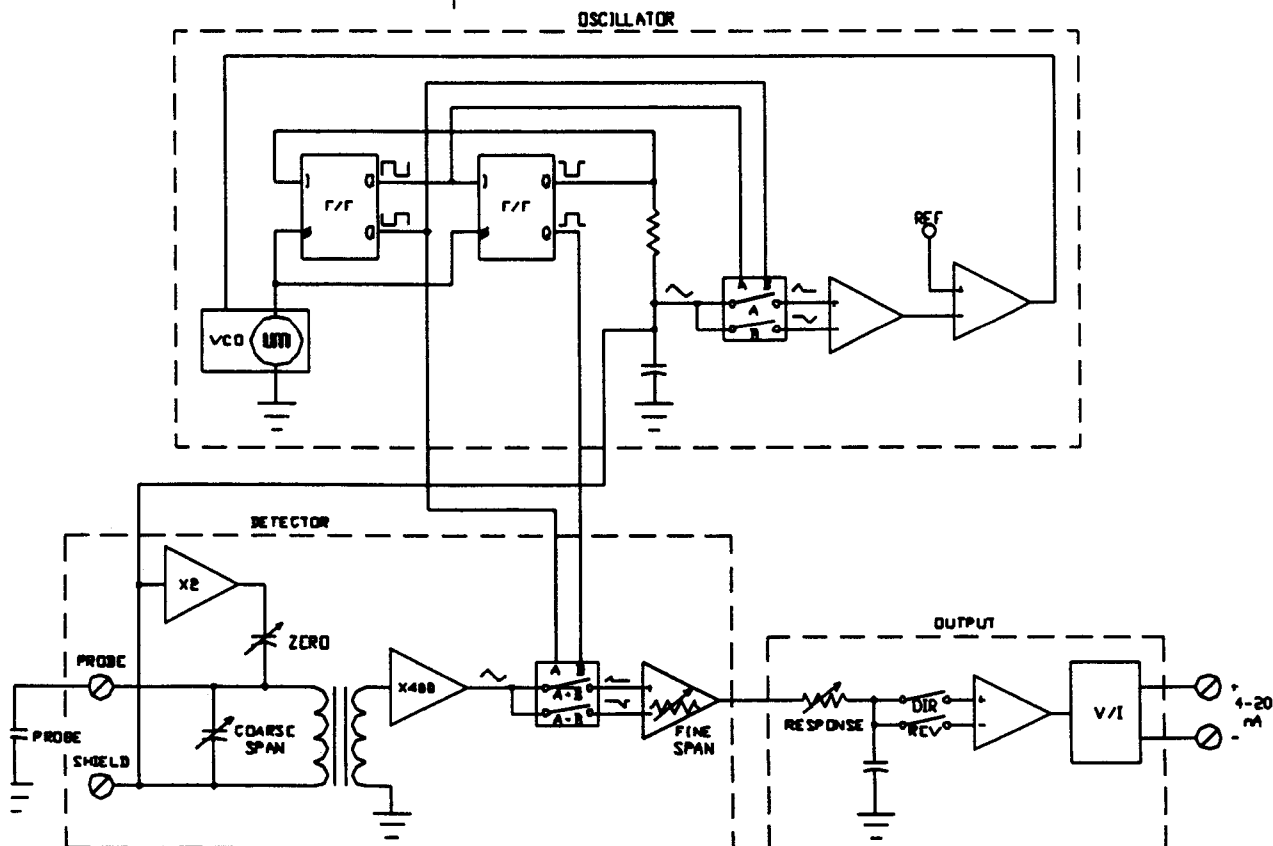 OSCILLATOR
J Q J Q
F/F F/F
Q Q
REF
A B
A
B
VCO
+
-
+
-
DETECTOR
X2
ZERO
OUTPUT
PROBE
A B
X400
A+B
A-B
+
-
+
-
DIR
REV
V/I
+
4-20
mA
-
PROBE
COARSE
SPAN
FINE
SPAN
RESPONSE
SHIELD